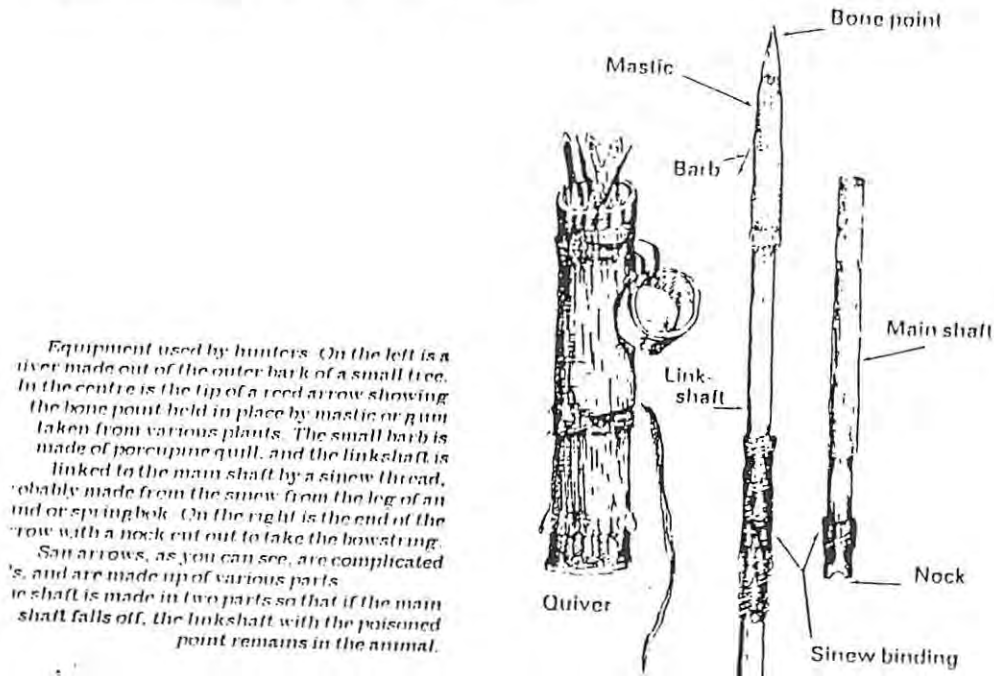 Bone point
Mastic
Barb
Main shaft
Link-
shaft
Nock
Quiver
Sinew binding
Equipment used by hunters. On the left is a
made out of the outer bark of a small tree.
In the centre is the tip of a reed arrow showing
the bone point held in place by mastic or gum
taken from various plants. The small barb is
made of porcupine quill, and the linkshaft is
linked to the main shaft by a sinew thread,
made from the sinew from the leg of an
or springbok. On the right is the end of the
with a nock cut out to take the bowstring.
San arrows, as you can see, are complicated
and are made up of various parts
shaft is made in two parts so that if the main
shaft falls off, the linkshaft with the poisoned
point remains in the animal.